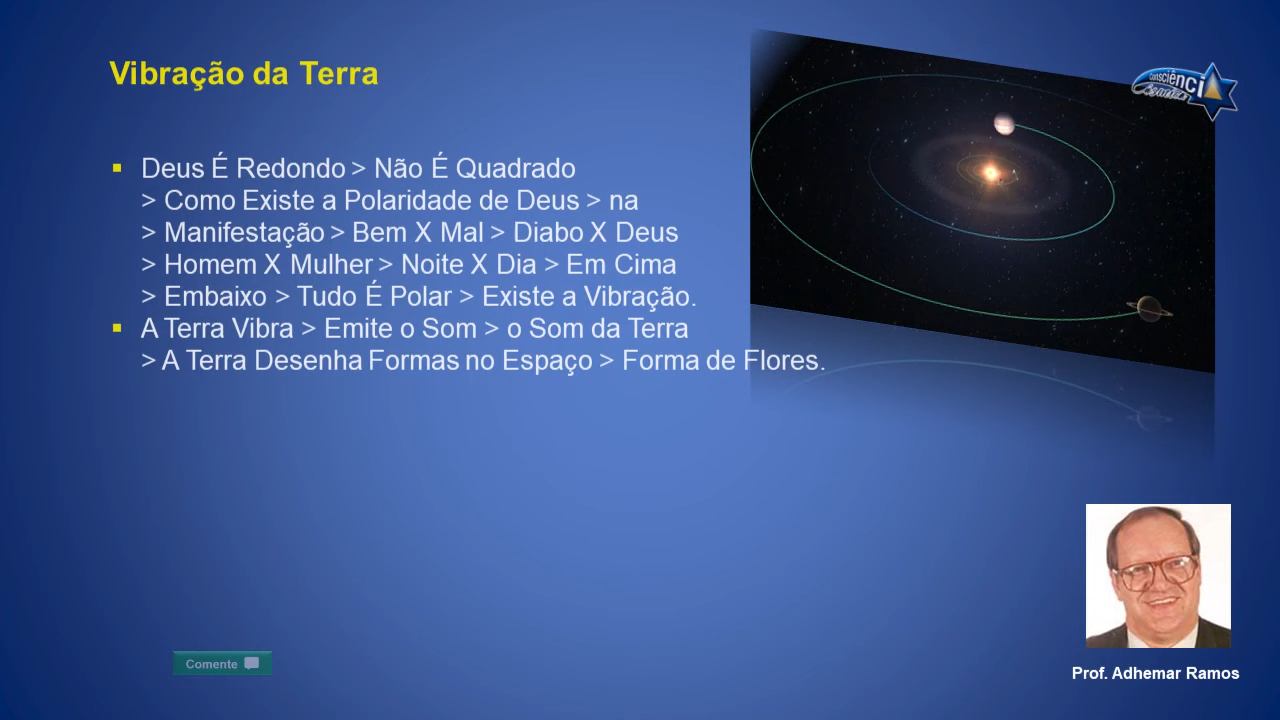 Vibração da Terra
Consciênci
▪ Deus É Redondo > Não É Quadrado
> Como Existe a Polaridade de Deus > na
> Manifestação > Bem X Mal > Diabo X Deus
> Homem X Mulher > Noite X Dia > Em Cima
> Embaixo > Tudo É Polar > Existe a Vibração.
▪ A Terra Vibra > Emite o Som > o Som da Terra
> A Terra Desenha Formas no Espaço > Forma de Flores.
Comente
Prof. Adhemar Ramos